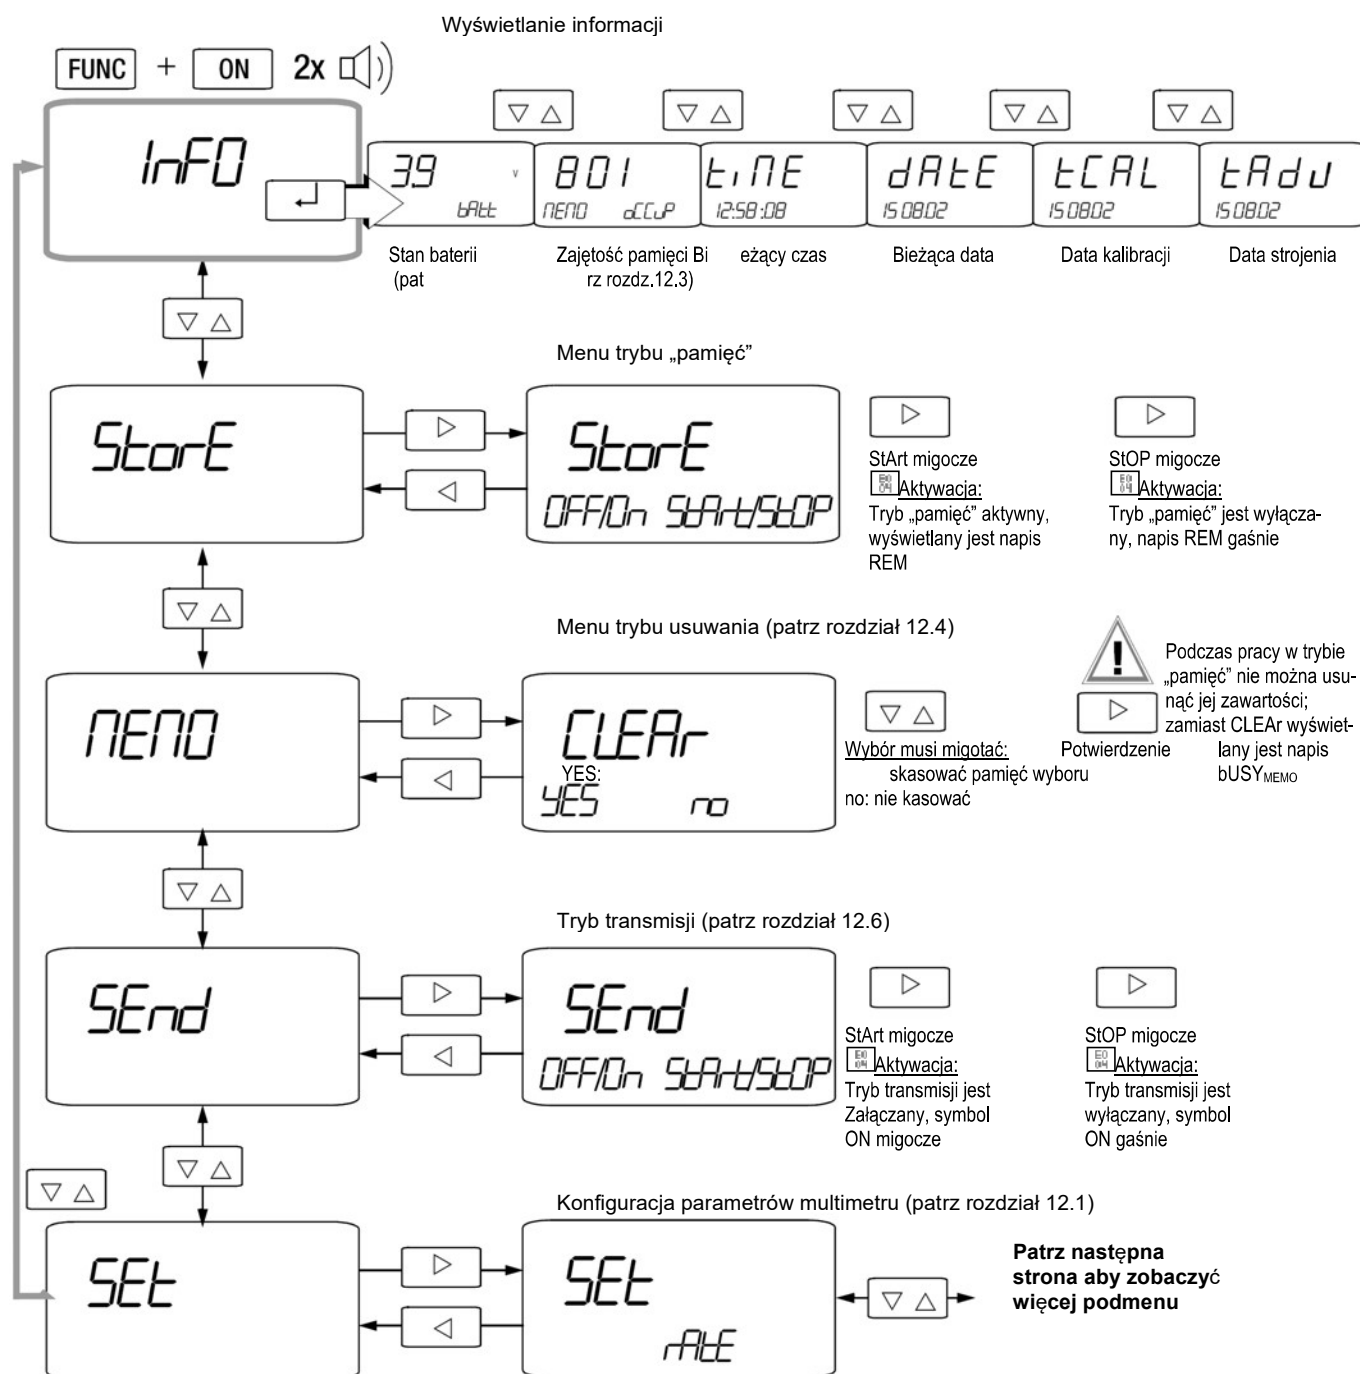 Wyświetlanie informacji
FUNC + ON 2x
InFO
3.9 V
bAtt
801
MEMO oCCuP
tiME
12:58:08
dAtE
15.08.02
tCAL
15.08.02
tAdJ
15.08.02
Stan baterii
(pat
Zajętość pamięci Bi
rz rozdz.12.3)
eżący czas
Bieżąca data
Data kalibracji
Data strojenia
Menu trybu „pamięć”
StorE
StorE
OFF/On StArt/StOP
StArt migocze
Aktywacja:
Tryb „pamięć” aktywny,
wyświetlany jest napis
REM
StOP migocze
Aktywacja:
Tryb „pamięć” jest wyłącza-
ny, napis REM gaśnie
Menu trybu usuwania (patrz rozdział 12.4)
MEMO
CLEAr
YES:
YES no
Wybór musi migotać:
skasować pamięć wyboru
no: nie kasować
Potwierdzenie
Podczas pracy w trybie
„pamięć” nie można usu-
nąć jej zawartości;
zamiast CLEAr wyświet-
lany jest napis
bUSYMEMO
Tryb transmisji (patrz rozdział 12.6)
SEnd
SEnd
OFF/On StArt/StOP
StArt migocze
Aktywacja:
Tryb transmisji jest
Załączany, symbol
ON migocze
StOP migocze
Aktywacja:
Tryb transmisji jest
wyłączany, symbol
ON gaśnie
Konfiguracja parametrów multimetru (patrz rozdział 12.1)
SEt
SEt
rAtE
Patrz następna
strona aby zobaczyć
więcej podmenu